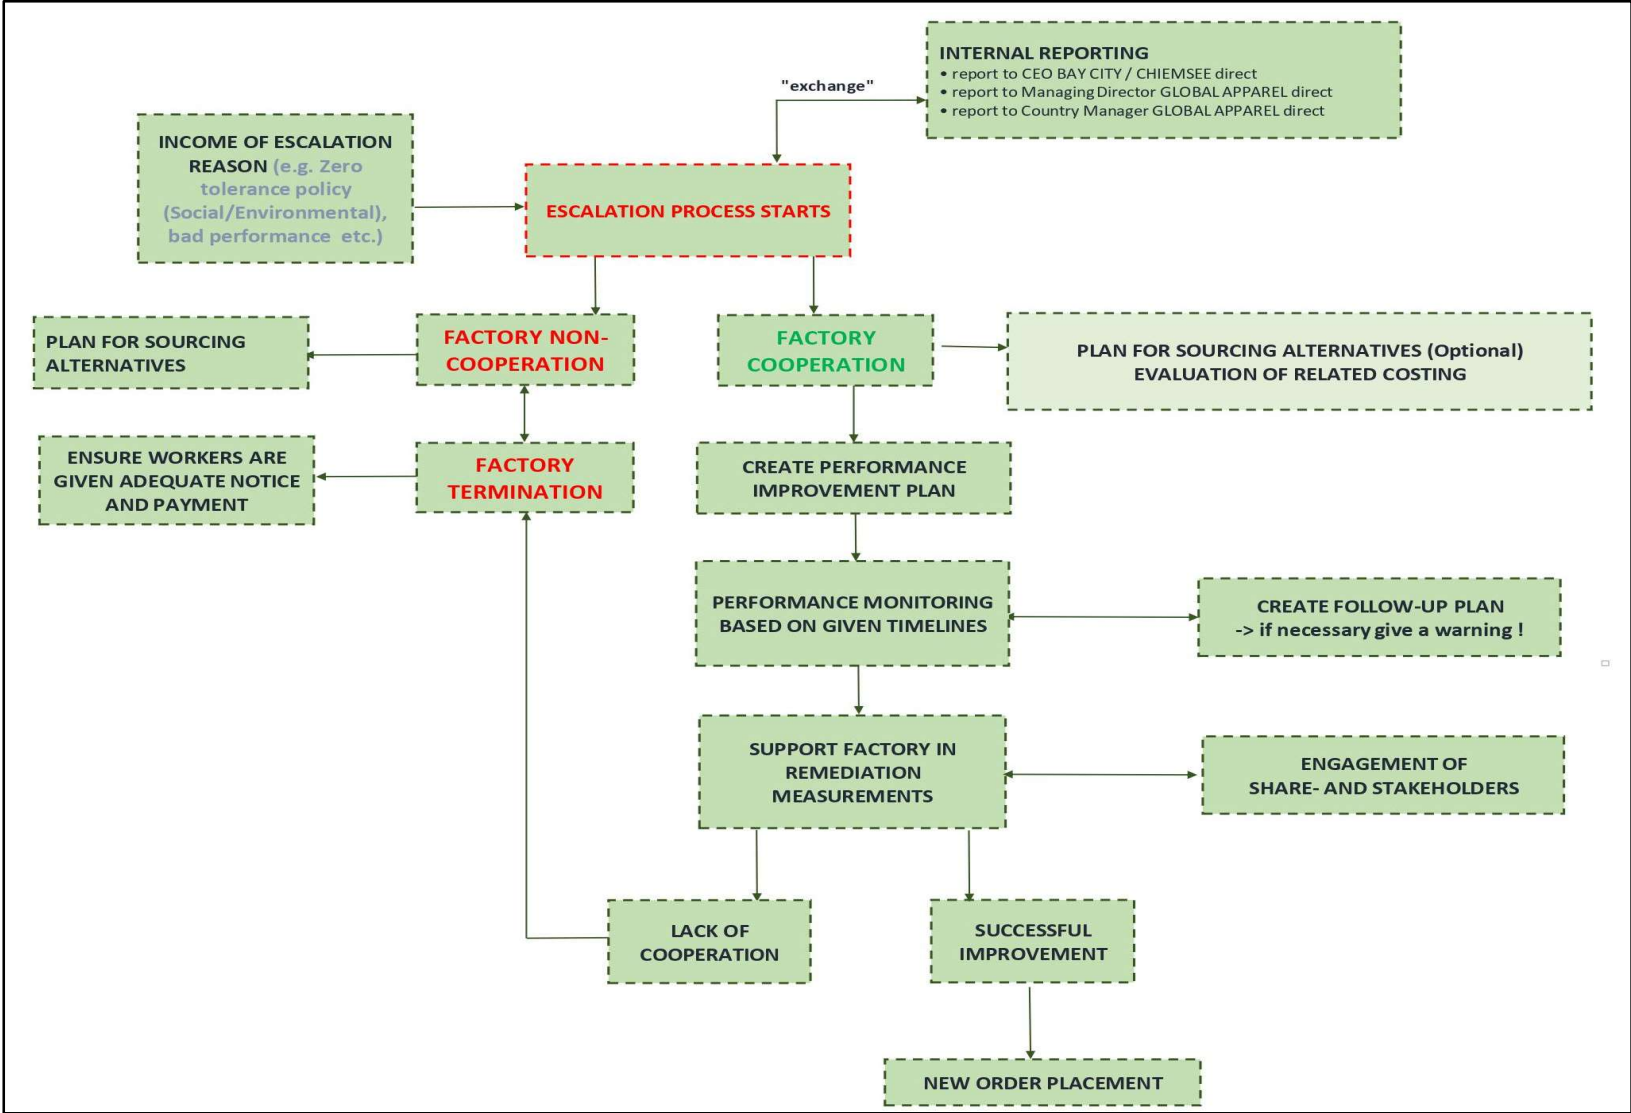 INTERNAL REPORTING
• report to CEO BAY CITY / CHIEMSEE direct
• report to Managing Director GLOBAL APPAREL direct
• report to Country Manager GLOBAL APPAREL direct
"exchange"
INCOME OF ESCALATION
REASON (e.g. Zero
tolerance policy
(Social/Environmental),
bad performance etc.)
ESCALATION PROCESS STARTS
PLAN FOR SOURCING
ALTERNATIVES
FACTORY NON-
COOPERATION
FACTORY
COOPERATION
PLAN FOR SOURCING ALTERNATIVES (Optional)
EVALUATION OF RELATED COSTING
ENSURE WORKERS ARE
GIVEN ADEQUATE NOTICE
AND PAYMENT
FACTORY
TERMINATION
CREATE PERFORMANCE
IMPROVEMENT PLAN
PERFORMANCE MONITORING
BASED ON GIVEN TIMELINES
CREATE FOLLOW-UP PLAN
-> if necessary give a warning !
SUPPORT FACTORY IN
REMEDIATION
MEASUREMENTS
ENGAGEMENT OF
SHARE- AND STAKEHOLDERS
LACK OF
COOPERATION
SUCCESSFUL
IMPROVEMENT
NEW ORDER PLACEMENT